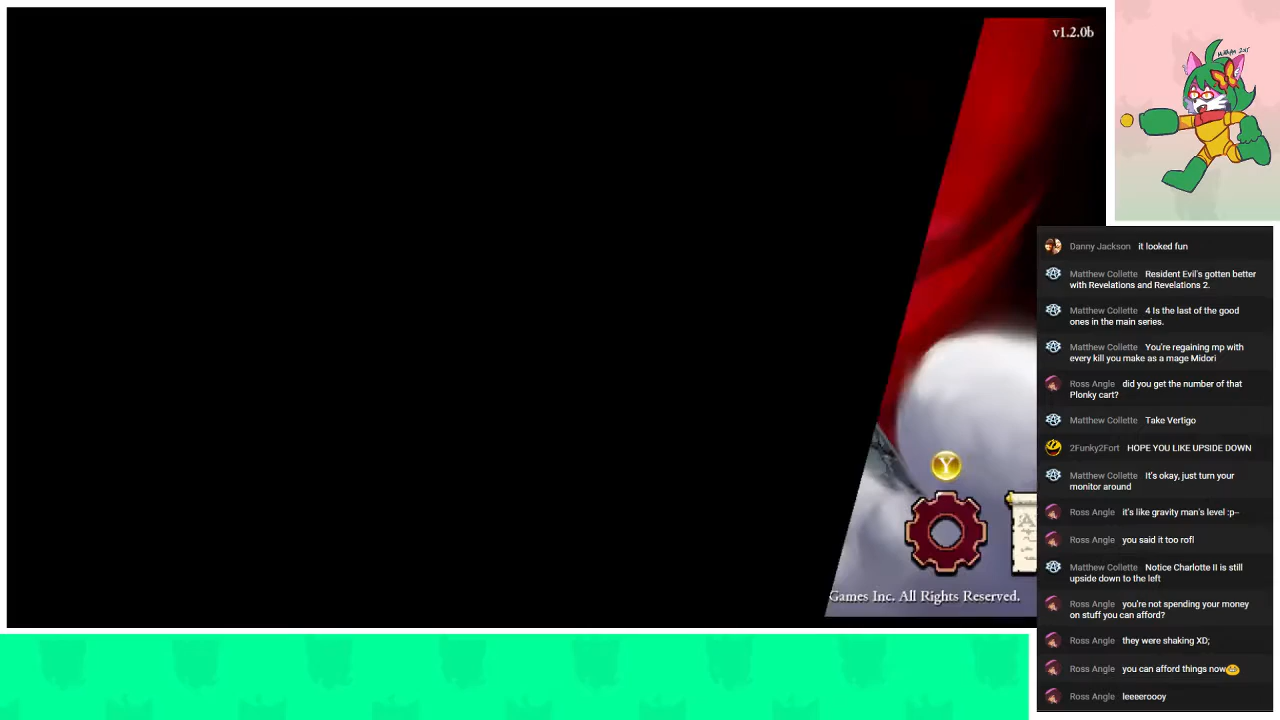 v1.2.0b
Y
Games Inc. All Rights Reserved.
Danny Jackson it looked fun
Matthew Collette Resident Evil's gotten better
with Revelations and Revelations 2.
Matthew Collette 4 Is the last of the good
ones in the main series.
Matthew Collette You're regaining mp with
every kill you make as a mage Midori
Ross Angle did you get the number of that
Plonky cart?
Matthew Collette Take Vertigo
2Funky2Fort HOPE YOU LIKE UPSIDE DOWN
Matthew Collette It's okay, just turn your
monitor around
Ross Angle it's like gravity man's level :p--
Ross Angle you said it too rofl
Matthew Collette Notice Charlotte II is still
upside down to the left
Ross Angle you're not spending your money
on stuff you can afford?
Ross Angle they were shaking XD;
Ross Angle you can afford things now
Ross Angle leeeeroooy